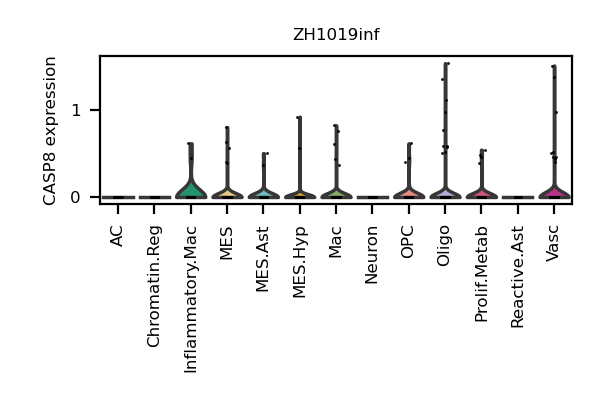 ZH1019inf
CASP8 expression
1
0
AC
Chromatin.Reg
Inflammatory.Mac
MES
MES.Ast
MES.Hyp
Mac
Neuron
OPC
Oligo
Prolif.Metab
Reactive.Ast
Vasc